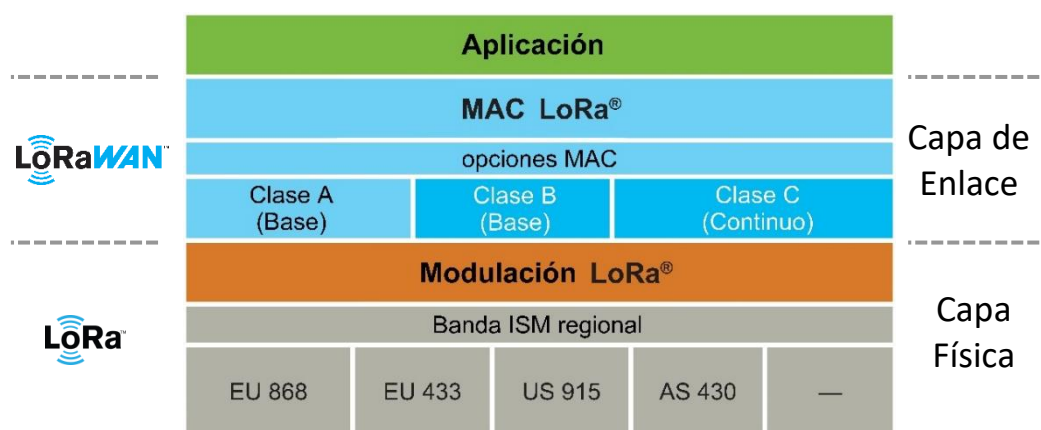 Aplicación
MAC LoRa®
opciones MAC
Clase A
(Base)
Clase B
(Base)
Clase C
(Continuo)
Modulación LoRa®
Banda ISM regional
EU 868
EU 433
US 915
AS 430
—
LoRaWAN™
LoRa™
Capa de
Enlace
Capa
Física